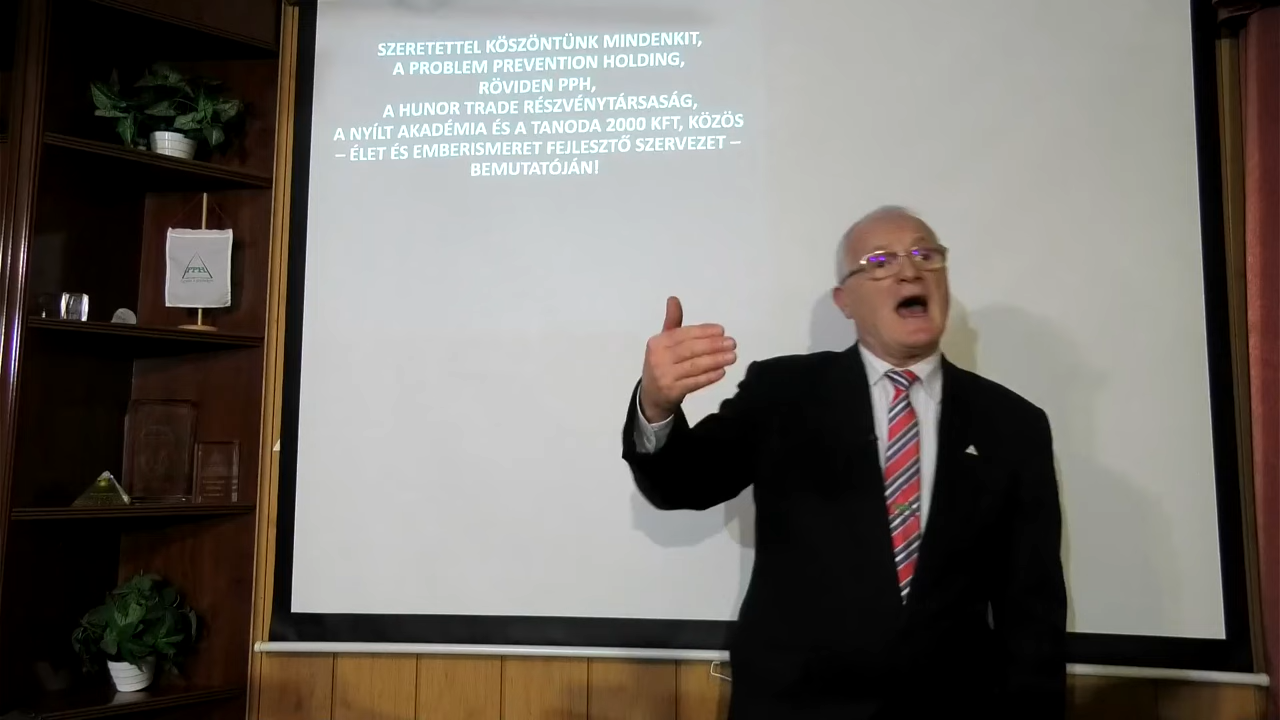 SZERETETTEL KÖSZÖNTÜNK MINDENKIT,
A PROBLEM PREVENTION HOLDING,
RÖVIDEN PPH,
A HUNOR TRADE RÉSZVÉNYTÁRSASÁG,
A NYÍLT AKADÉMIA ÉS A TANODA 2000 KFT, KÖZÖS
– ÉLET ÉS EMBERISMERET FEJLESZTŐ SZERVEZET –
BEMUTATÓJÁN!
PPH